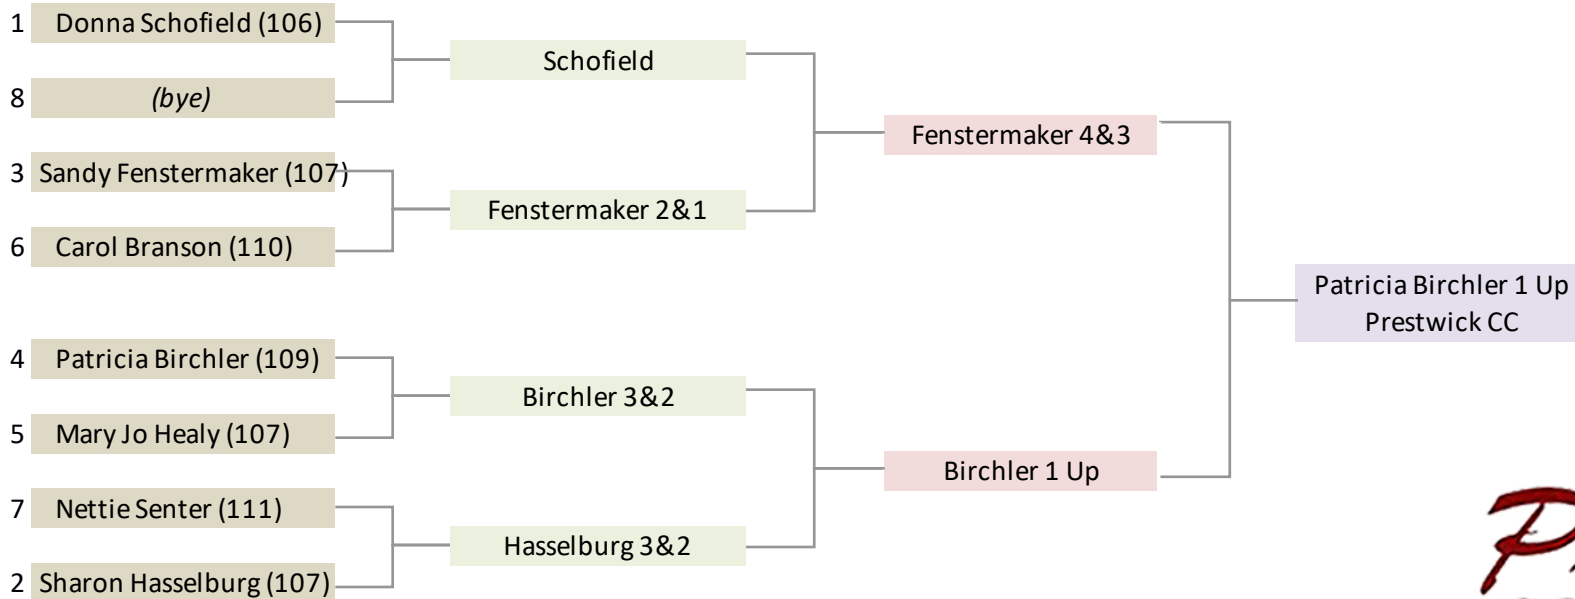 1 Donna Schofield (106)
8 (bye)
3 Sandy Fenstermaker (107)
6 Carol Branson (110)
4 Patricia Birchler (109)
5 Mary Jo Healy (107)
7 Nettie Senter (111)
2 Sharon Hasselburg (107)
Schofield
Fenstermaker 2&1
Birchler 3&2
Hasselburg 3&2
Fenstermaker 4&3
Birchler 1 Up
Patricia Birchler 1 Up
Prestwick CC